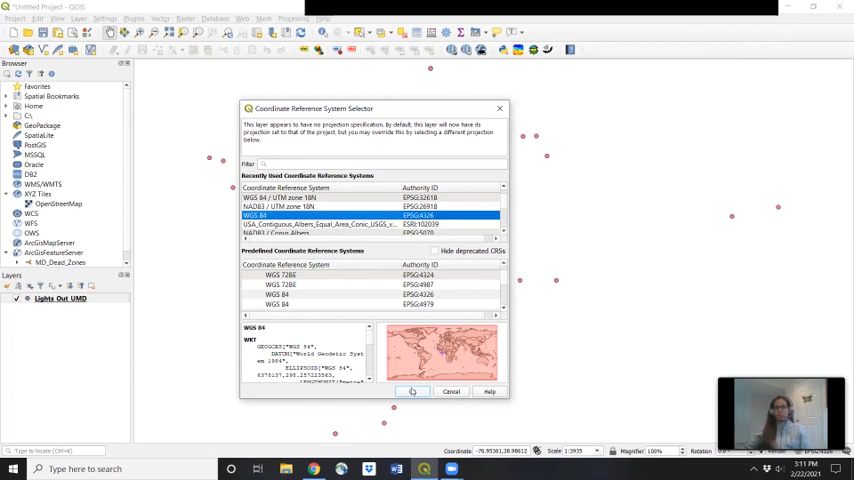 *Untitled Project - QGIS
Project Edit View Layer Settings Plugins Vector Raster Database Web Mesh Processing Help
Browser
Favorites
Spatial Bookmarks
Home
C:\
GeoPackage
SpatiaLite
PostGIS
MSSQL
Oracle
DB2
WMS/WMTS
XYZ Tiles
OpenStreetMap
WCS
WFS
OWS
ArcGisMapServer
ArcGisFeatureServer
MD_Dead_Zones
Layers
Lights Out_UMD
Coordinate Reference System Selector
This layer appears to have no projection specification. By default, this layer will now have its
projection set to that of the project, but you may override this by selecting a different projection
below.
Filter
Recently Used Coordinate Reference Systems
Coordinate Reference System Authority ID
WGS 84 / UTM zone 18N EPSG:32618
NAD83 / UTM zone 18N EPSG:26918
WGS 84 EPSG:4326
USA_Contiguous_Albers_Equal_Area_Conic_USGS_v... ESRI:102039
NAD83 / Conus Albers EPSG:5070
Predefined Coordinate Reference Systems Hide deprecated CRSs
Coordinate Reference System Authority ID
WGS 72BE EPSG:4324
WGS 72BE EPSG:4987
WGS 84 EPSG:4326
WGS 84 EPSG:4979
WGS 84
WKT
GEOGCRS["WGS 84",
DATUM["World Geodetic Syst
em 1984",
ELLIPSOID["WGS 84",
6378137,298.257223563,
Cancel Help
Type to locate (Ctrl+K)
Coordinate -76.95361,38.98612 Scale 1:3935 Magnifier 100% Rotation
Type here to search
3:11 PM
2/22/2021